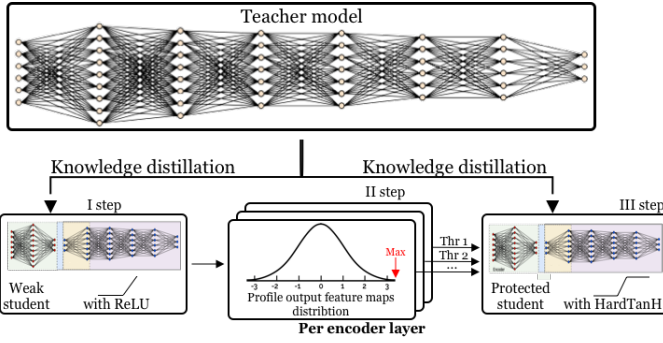 Teacher model
Knowledge distillation
Knowledge distillation
I step
II step
III step
Weak
student
with ReLU
Max
-3 -2 -1 0 1 2 3
Profile output feature maps
distribtion
Per encoder layer
Thr 1
Thr 2
...
Protected
student
with HardTanH